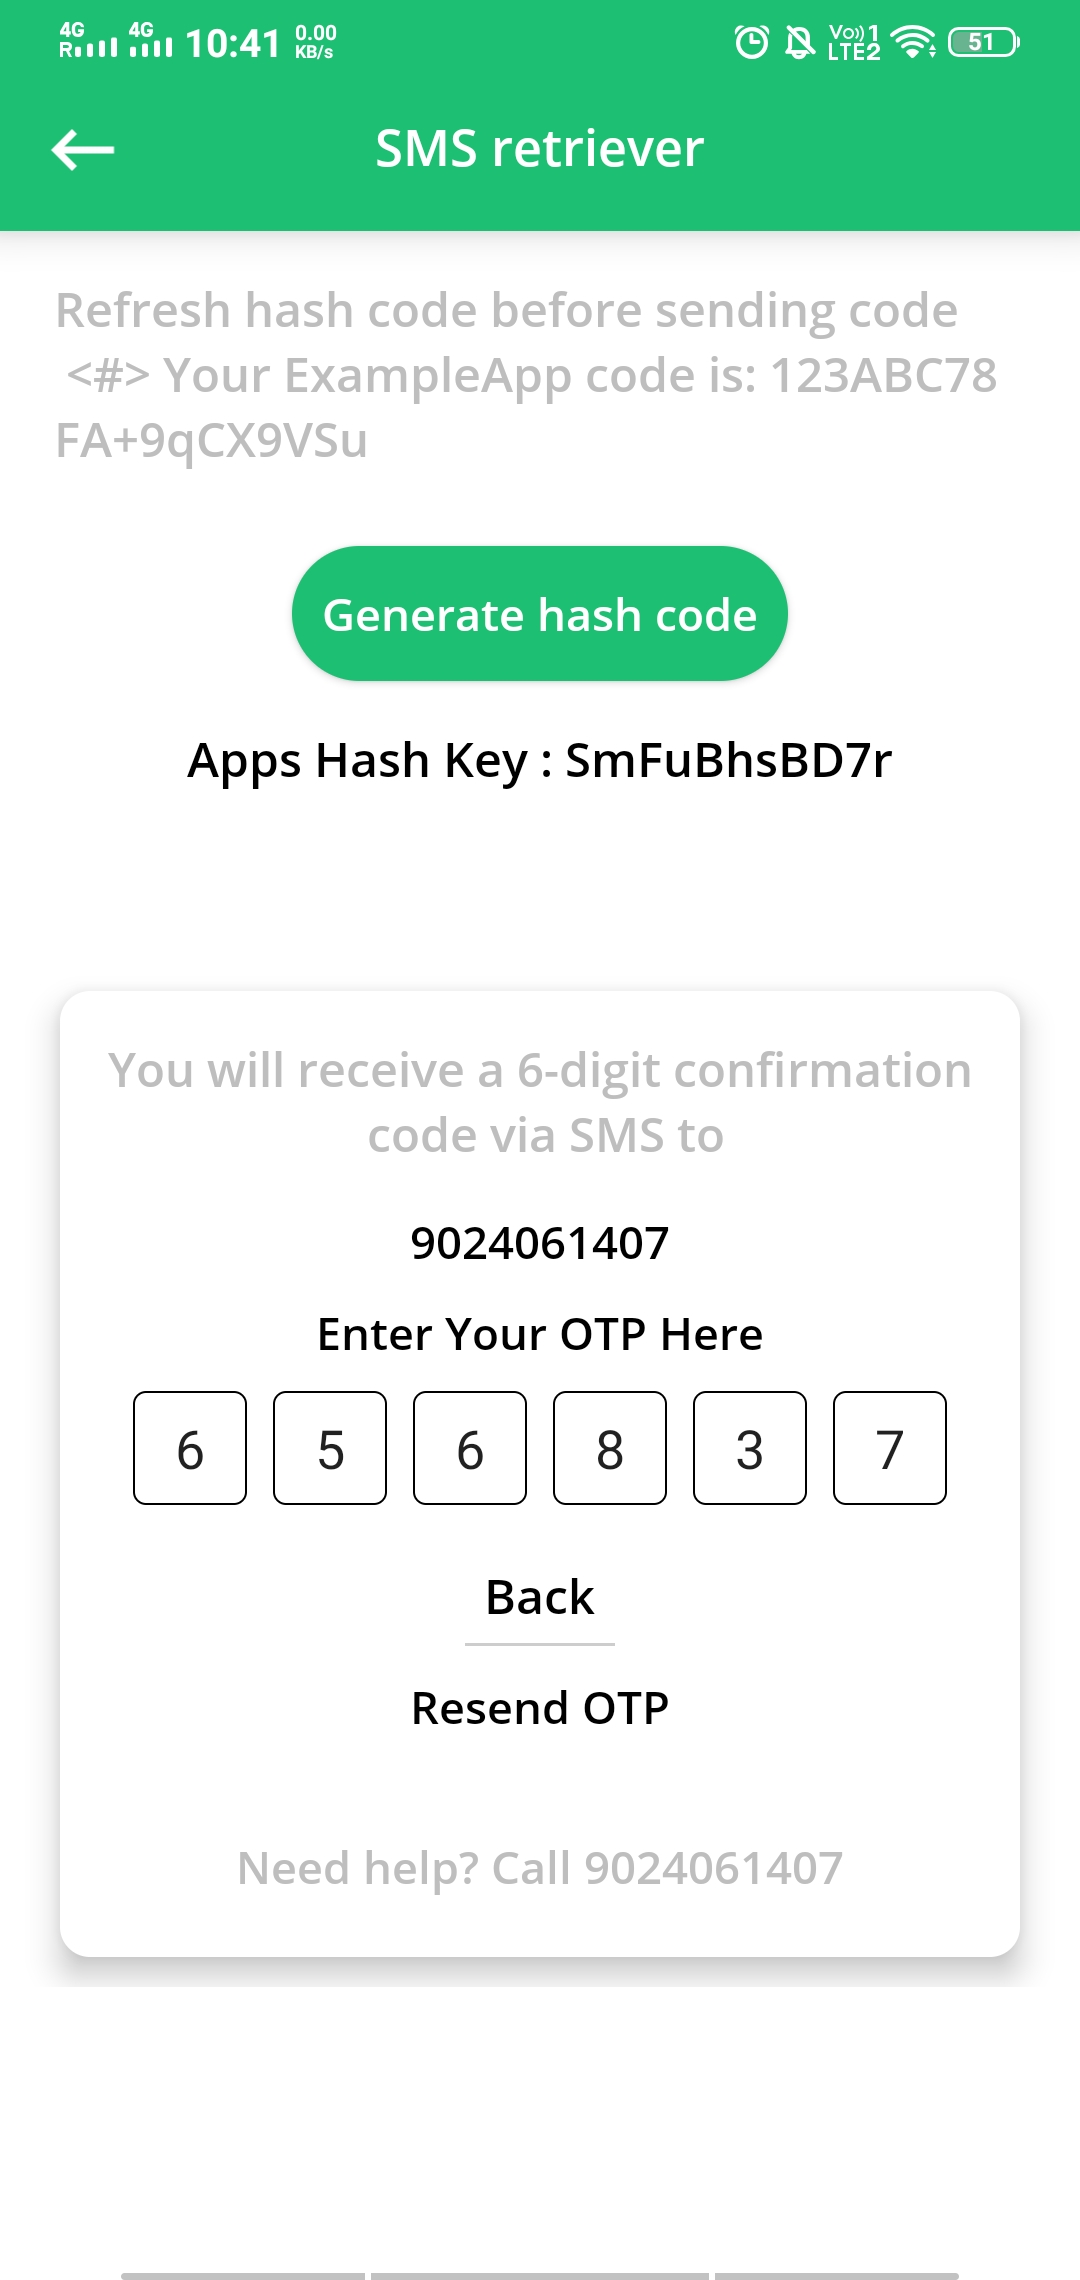 4G 4G
R 10:41 0.00 KB/s Vo)) 1 LTE2 51
SMS retriever
Refresh hash code before sending code
<#> Your ExampleApp code is: 123ABC78
FA+9qCX9VSu
Generate hash code
Apps Hash Key : SmFuBhsBD7r
You will receive a 6-digit confirmation
code via SMS to
9024061407
Enter Your OTP Here
6 5 6 8 3 7
Back
Resend OTP
Need help? Call 9024061407